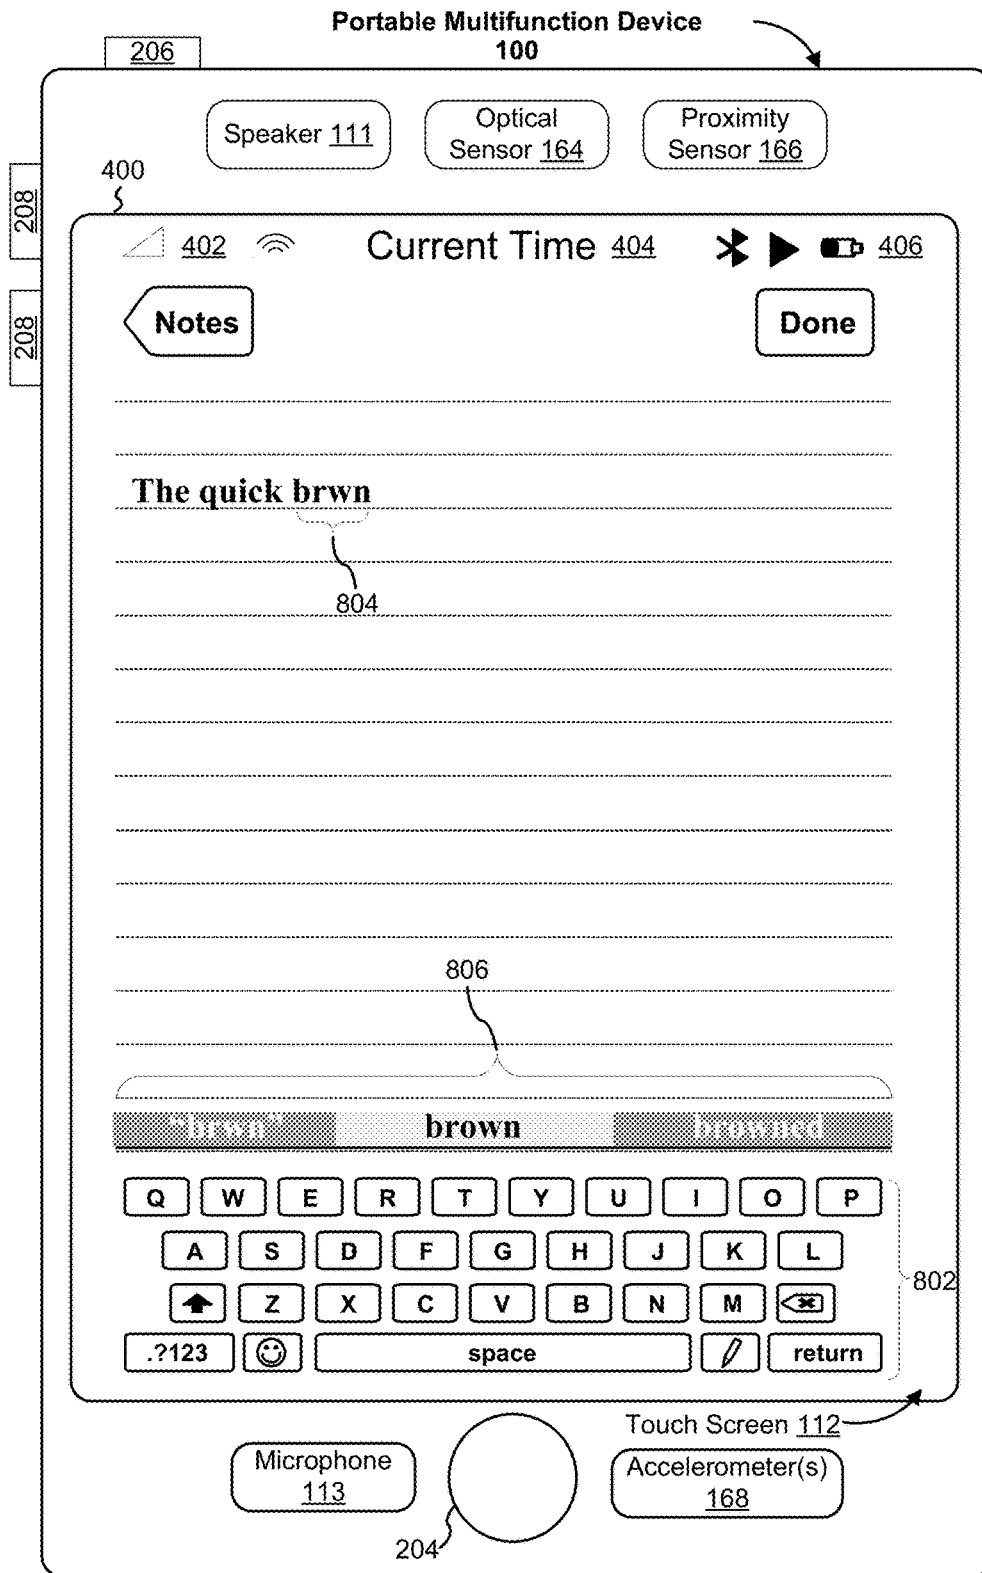 Portable Multifunction Device
100
206
Speaker 111
Optical
Sensor 164
Proximity
Sensor 166
400
208
402 Current Time 404 406
208
Notes Done
The quick brwn
804
806
"brwn" brown browned
Q W E R T Y U I O P
A S D F G H J K L
802
Z X C V B N M
.?123 space return
Touch Screen 112
Microphone
113
Accelerometer(s)
168
204